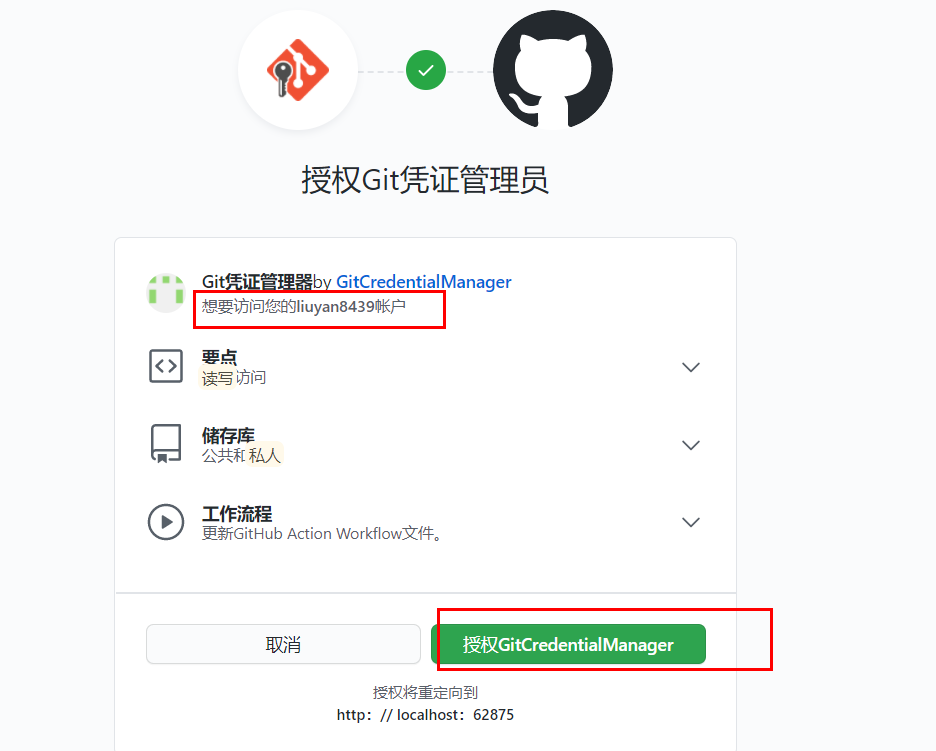 授权Git凭证管理员
Git凭证管理器by GitCredentialManager
想要访问您的liuyan8439帐户
要点
读写访问
储存库
公共和私人
工作流程
更新GitHub Action Workflow文件。
取消
授权GitCredentialManager
授权将重定向到
http: // localhost: 62875